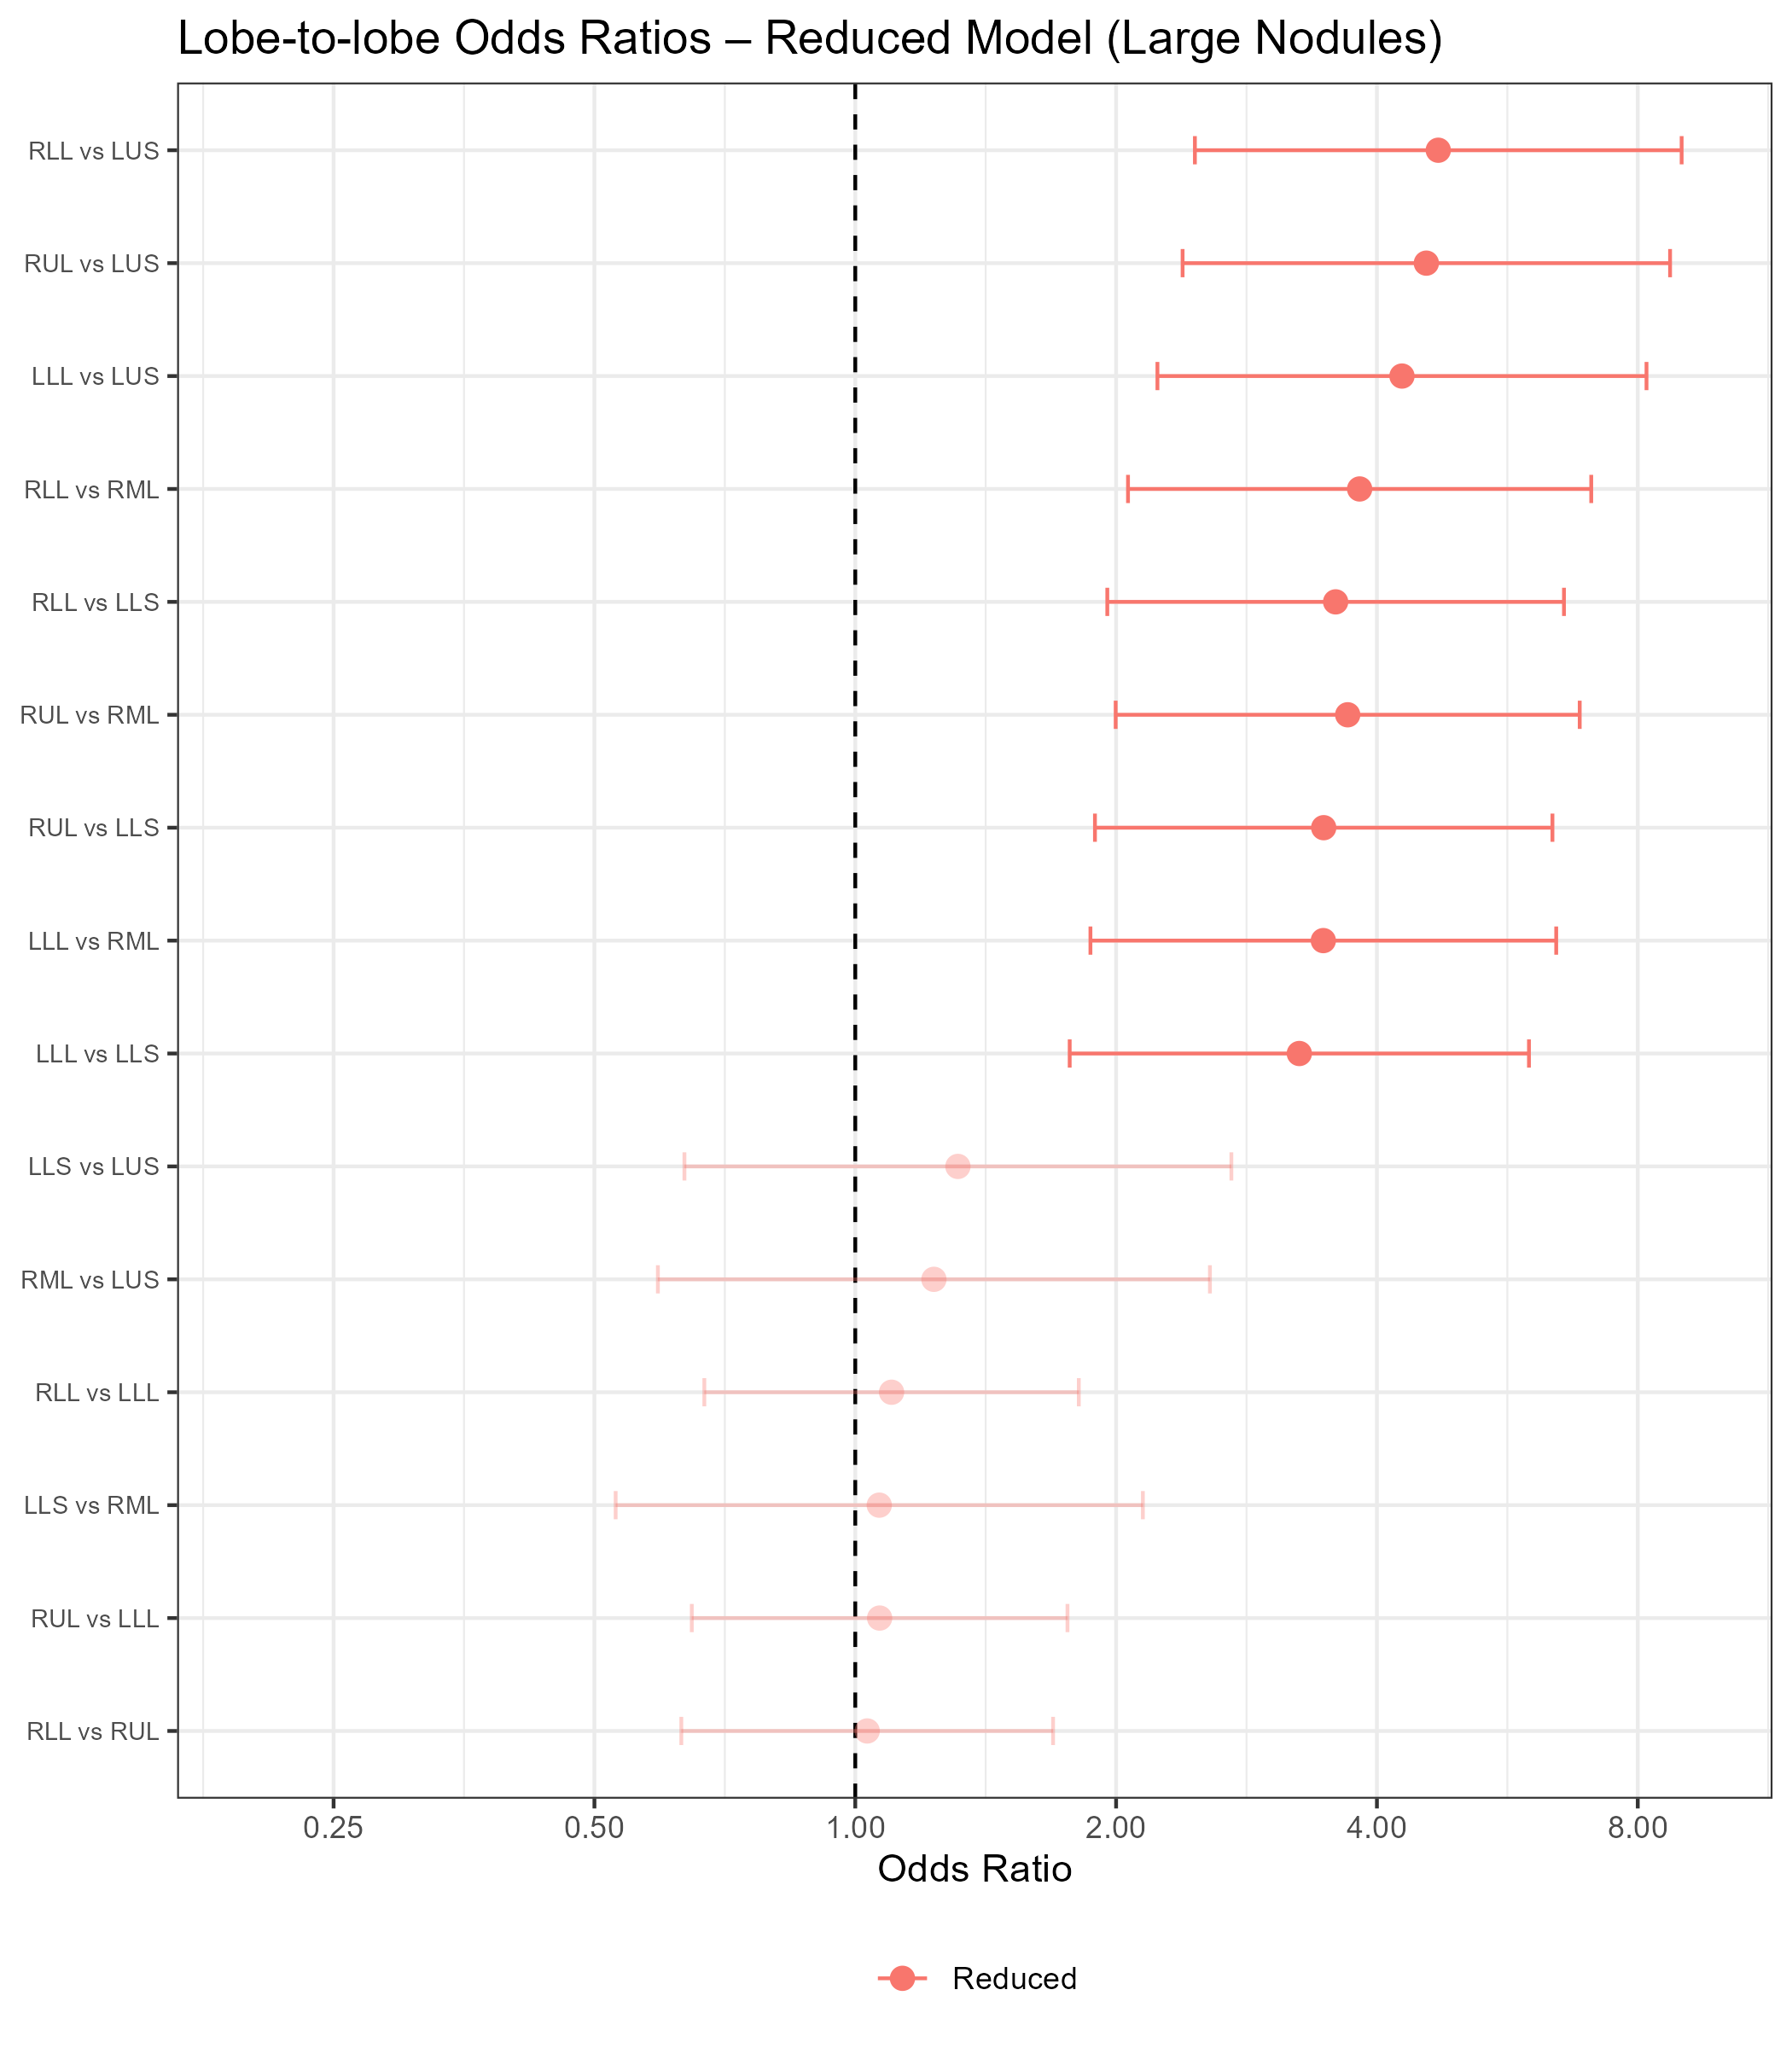 Lobe-to-lobe Odds Ratios – Reduced Model (Large Nodules)
RLL vs LUS
RUL vs LUS
LLL vs LUS
RLL vs RML
RLL vs LLS
RUL vs RML
RUL vs LLS
LLL vs RML
LLL vs LLS
LLS vs LUS
RML vs LUS
RLL vs LLL
LLS vs RML
RUL vs LLL
RLL vs RUL
0.25 0.50 1.00 2.00 4.00 8.00
Odds Ratio
Reduced